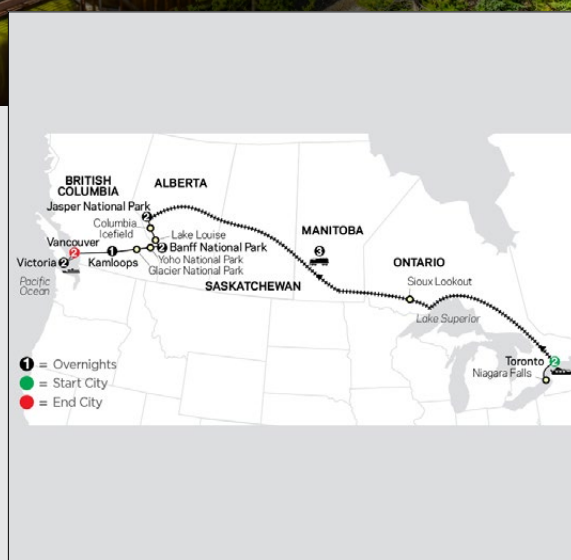 BRITISH
COLUMBIA
ALBERTA
Jasper National Park
2
Columbia
Icefield
Lake Louise
MANITOBA
3
Vancouver
2
2 Banff National Park
Yoho National Park
Glacier National Park
ONTARIO
Victoria 2
1
Kamloops
Pacific
Ocean
SASKATCHEWAN
Sioux Lookout
Lake Superior
Toronto 2
Niagara Falls
1 = Overnights
= Start City
= End City